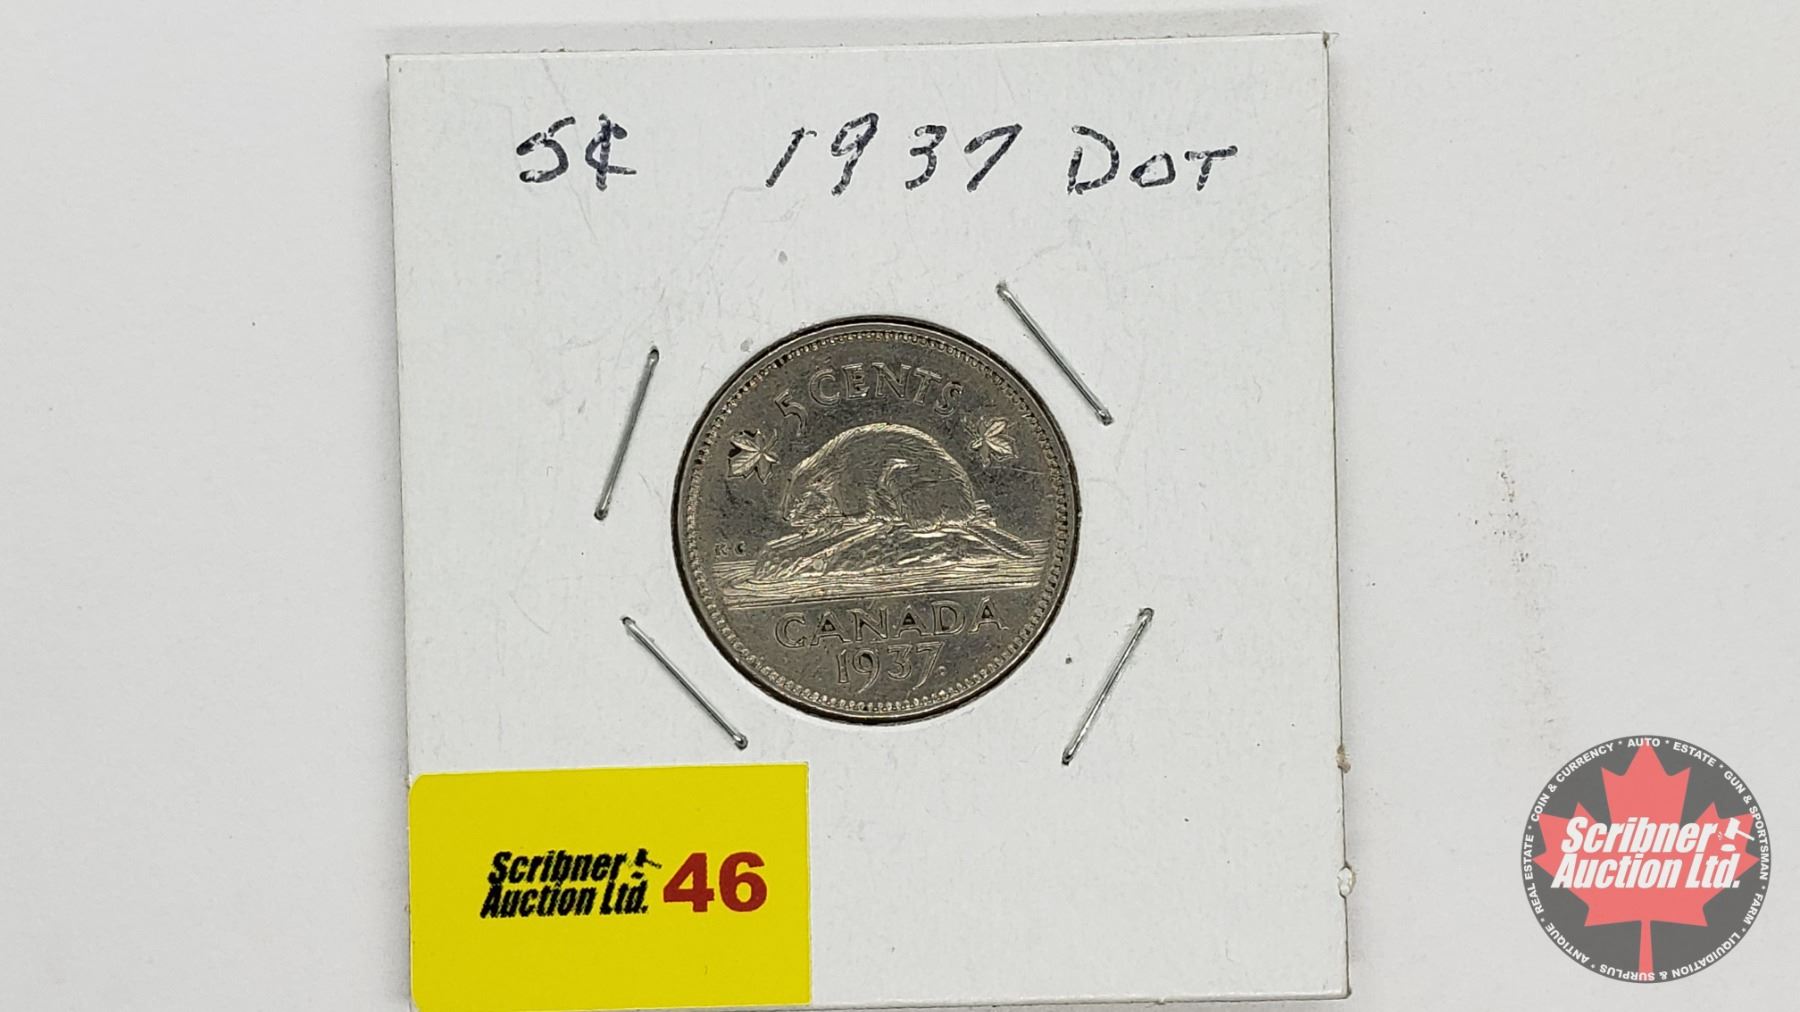 5¢ 1937 DOT
5 CENTS
K·G
CANADA
1937.
Scribner
Auction Ltd. 46
COIN & CURRENCY * AUTO * ESTATE * GUN & SPORTSMAN * FARM * LIQUIDATION & SURPLUS * ANTIQUE * REAL ESTATE *
Scribner
Auction Ltd.